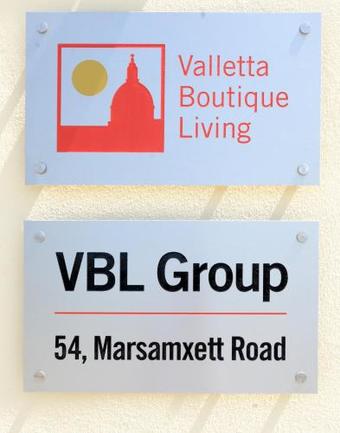 Valletta
Boutique
Living
VBL Group
54, Marsamxett Road